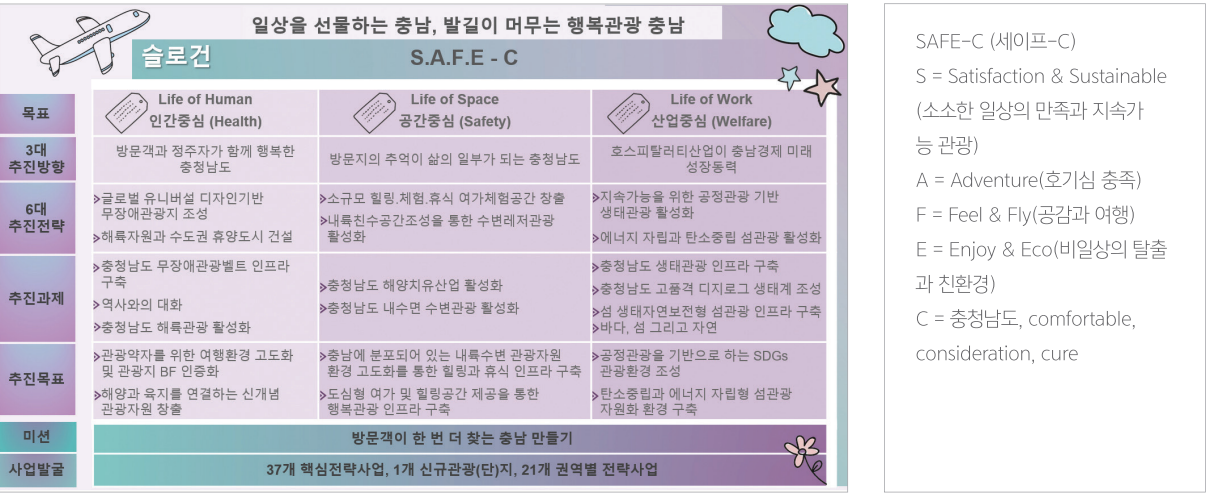 일상을 선물하는 충남, 발길이 머무는 행복관광 충남
슬로건
S.A.F.E - C
목표
Life of Human
인간중심 (Health)
Life of Space
공간중심 (Safety)
Life of Work
산업중심 (Welfare)
3대
추진방향
방문객과 정주자가 함께 행복한
충청남도
방문지의 추억이 삶의 일부가 되는 충청남도
호스피탈러티산업이 충남경제 미래
성장동력
6대
추진전략
글로벌 유니버설 디자인기반
무장애관광지 조성
해륙자원과 수도권 휴양도시 건설
소규모 힐링.체험.휴식 여가체험공간 창출
내륙친수공간조성을 통한 수변레저관광
활성화
지속가능을 위한 공정관광 기반
생태관광 활성화
에너지 자립과 탄소중립 섬관광 활성화
추진과제
충청남도 무장애관광벨트 인프라
구축
역사와의 대화
충청남도 해륙관광 활성화
충청남도 해양치유산업 활성화
충청남도 내수면 수변관광 활성화
충청남도 생태관광 인프라 구축
충청남도 고품격 디지로그 생태계 조성
섬 생태자연보전형 섬관광 인프라 구축
바다, 섬 그리고 자연
추진목표
관광약자를 위한 여행환경 고도화
및 관광지 BF 인증화
해양과 육지를 연결하는 신개념
관광자원 창출
충남에 분포되어 있는 내륙수변 관광자원
환경 고도화를 통한 힐링과 휴식 인프라 구축
도심형 여가 및 힐링공간 제공을 통한
행복관광 인프라 구축
공정관광을 기반으로 하는 SDGs
관광환경 조성
탄소중립과 에너지 자립형 섬관광
자원화 환경 구축
미션
방문객이 한 번 더 찾는 충남 만들기
사업발굴
37개 핵심전략사업, 1개 신규관광(단)지, 21개 권역별 전략사업
SAFE-C (세이프-C)
S = Satisfaction & Sustainable
(소소한 일상의 만족과 지속가
능 관광)
A = Adventure(호기심 충족)
F = Feel & Fly(공감과 여행)
E = Enjoy & Eco(비일상의 탈출
과 친환경)
C = 충청남도, comfortable,
consideration, cure